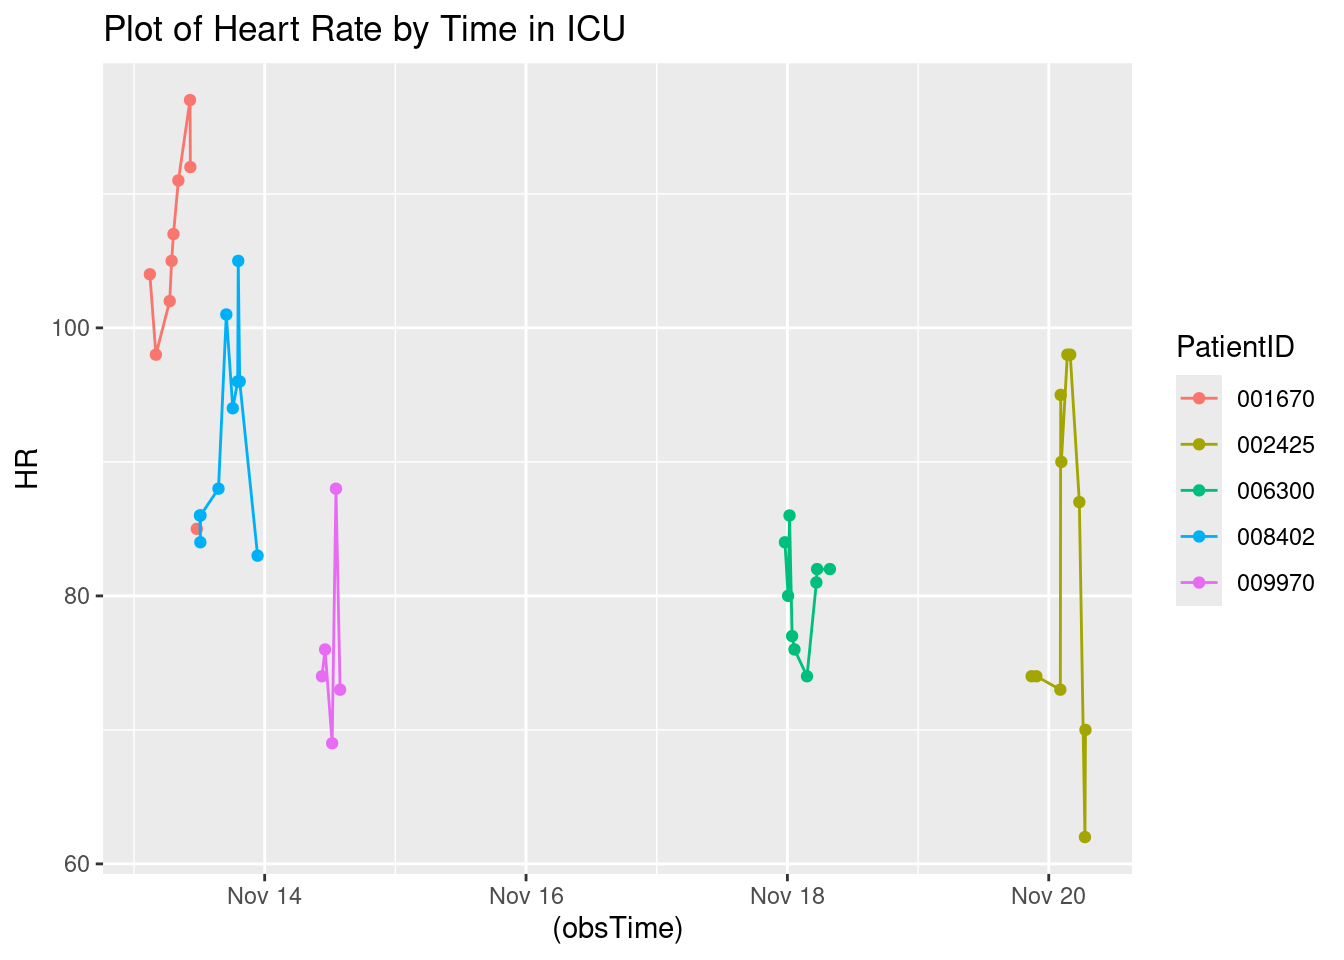 Plot of Heart Rate by Time in ICU
HR
100
80
60
Nov 14
Nov 16
Nov 18
Nov 20
(obsTime)
PatientID
001670
002425
006300
008402
009970